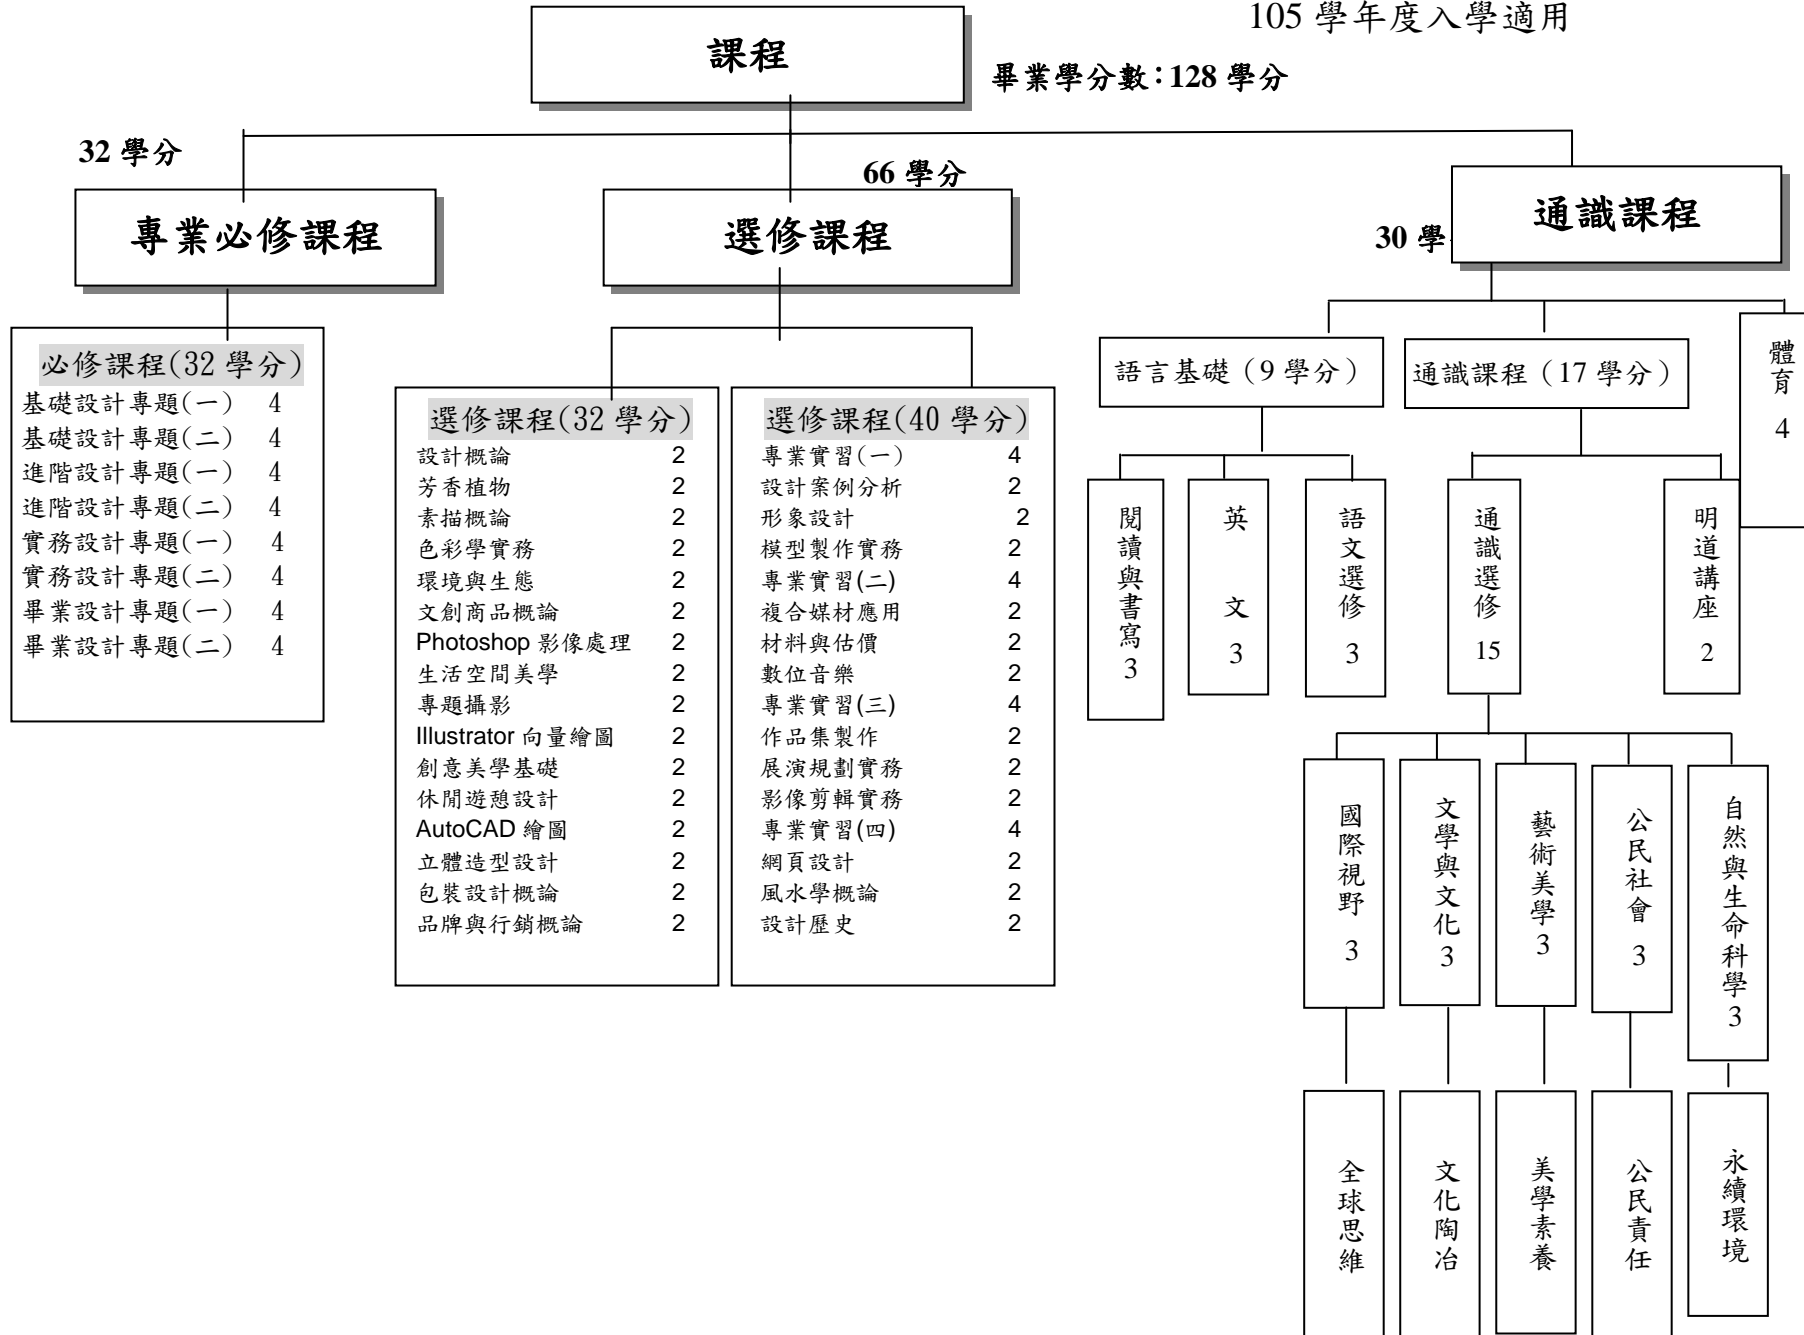 105 學年度入學適用
課程
畢業學分數：128 學分
32 學分
66 學分
30 學
專業必修課程
選修課程
通識課程
必修課程(32 學分)
基礎設計專題(一) 4
基礎設計專題(二) 4
進階設計專題(一) 4
進階設計專題(二) 4
實務設計專題(一) 4
實務設計專題(二) 4
畢業設計專題(一) 4
畢業設計專題(二) 4
選修課程(32 學分)
設計概論 2
芳香植物 2
素描概論 2
色彩學實務 2
環境與生態 2
文創商品概論 2
Photoshop 影像處理 2
生活空間美學 2
專題攝影 2
Illustrator 向量繪圖 2
創意美學基礎 2
休閒遊憩設計 2
AutoCAD 繪圖 2
立體造型設計 2
包裝設計概論 2
品牌與行銷概論 2
選修課程(40 學分)
專業實習(一) 4
設計案例分析 2
形象設計 2
模型製作實務 2
專業實習(二) 4
複合媒材應用 2
材料與估價 2
數位音樂 2
專業實習(三) 4
作品集製作 2
展演規劃實務 2
影像剪輯實務 2
專業實習(四) 4
網頁設計 2
風水學概論 2
設計歷史 2
語言基礎（9 學分）
通識課程（17 學分）
體育 4
閱讀與書寫 3
英文 3
語文選修 3
通識選修 15
明道講座 2
國際視野 3
文學與文化 3
藝術美學 3
公民社會 3
自然與生命科學 3
全球思維
文化陶冶
美學素養
公民責任
永續環境